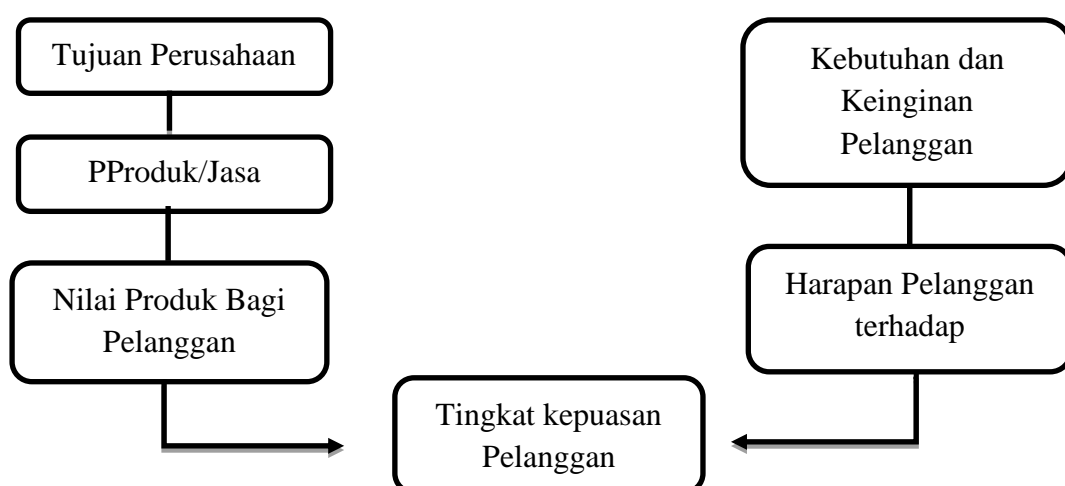 Tujuan Perusahaan
PProduk/Jasa
Nilai Produk Bagi
Pelanggan
Kebutuhan dan
Keinginan
Pelanggan
Harapan Pelanggan
terhadap
Tingkat kepuasan
Pelanggan